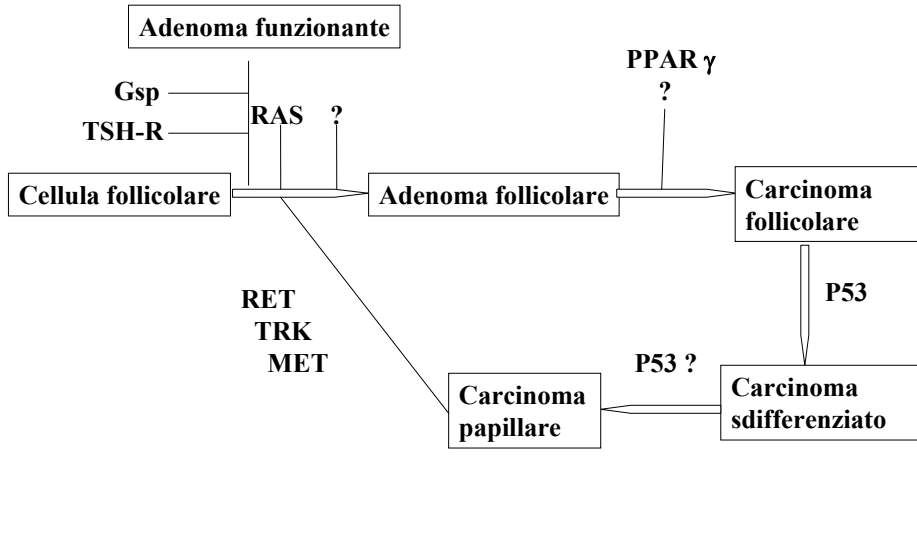 Adenoma funzionante
PPAR γ
?
Gsp
RAS ?
TSH-R
Cellula follicolare
Adenoma follicolare
Carcinoma
follicolare
RET
TRK
MET
P53
P53 ?
Carcinoma
papillare
Carcinoma
sdifferenziato